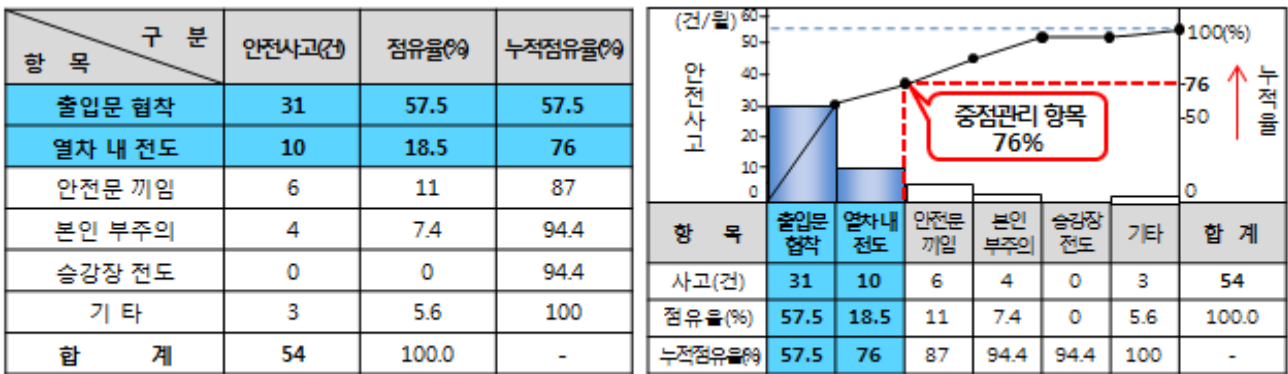 구 분
항 목
안전사고(건) 점유율(%) 누적점유율(%)
출입문 협착 31 57.5 57.5
열차 내 전도 10 18.5 76
안전문 끼임 6 11 87
본인 부주의 4 7.4 94.4
승강장 전도 0 0 94.4
기 타 3 5.6 100
합 계 54 100.0 -
(건/월)
60
50
40
30
20
10
0
안전사고
100(%)
76
50
0
누적율
중점관리 항목
76%
항 목 출입문 협착 열차내 전도 안전문 끼임 본인 부주의 승강장 전도 기타 합 계
사고(건) 31 10 6 4 0 3 54
점유율(%) 57.5 18.5 11 7.4 0 5.6 100.0
누적점유율(%) 57.5 76 87 94.4 94.4 100 -